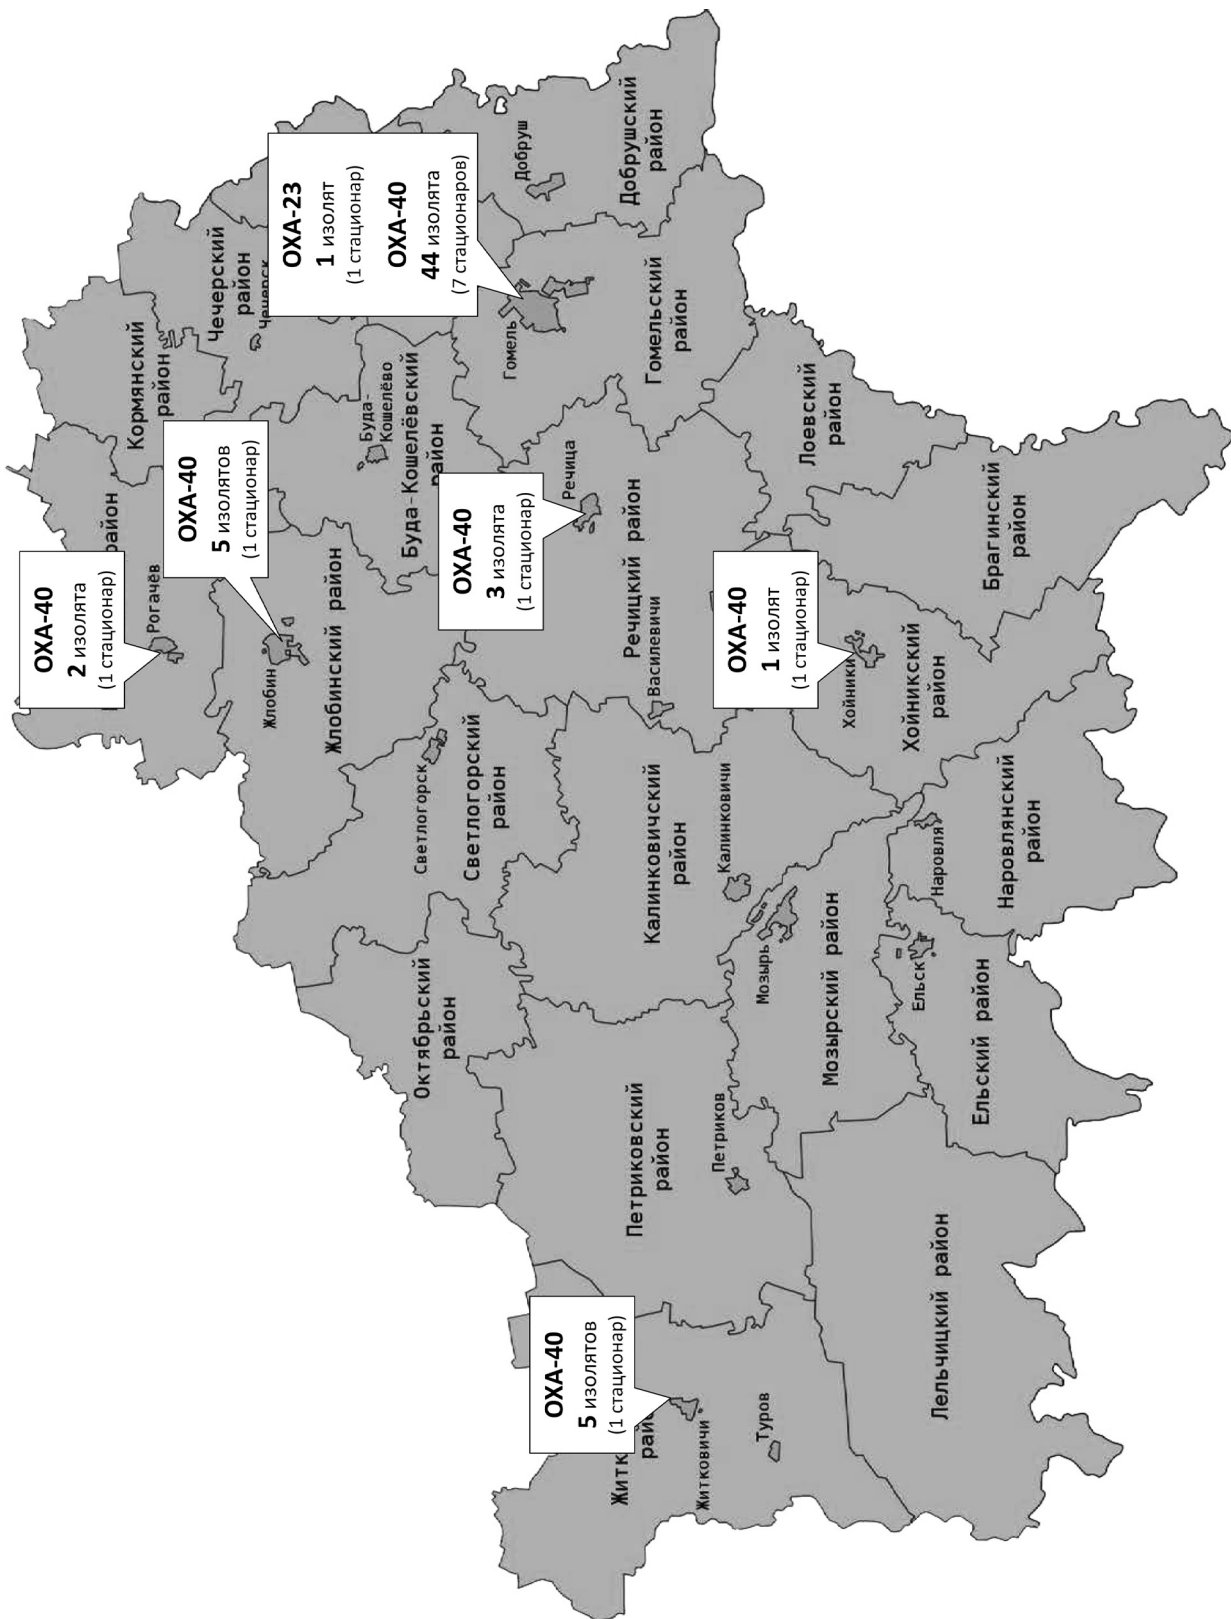 ОХА-40
2 изолята
(1 стационар)
район
Рогачёв
Кормянский
район
ОХА-40
5 изолятов
(1 стационар)
Жлобин
Жлобинский район
Чечерский
район
Чечерск
ОХА-23
1 изолят
(1 стационар)
ОХА-40
44 изолята
(7 стационаров)
Буда-
Кошелёво
Буда-Кошелёвский
район
Добруш
Добрушский
район
Гомель
Гомельский
район
Светлогорск
Светлогорский
район
Октябрьский
район
ОХА-40
3 изолята
(1 стационар)
Речица
Речицкий район
Василевичи
Калинковичский
район
Калинковичи
Петриковский
район
Петриков
ОХА-40
5 изолятов
(1 стационар)
Житковичи
Туров
Мозырь
Мозырский район
ОХА-40
1 изолят
(1 стационар)
Хойники
Хойникский
район
Лоевский
район
Брагинский
район
Наровля
Наровлянский
район
Ельск
Ельский район
Лельчицкий район